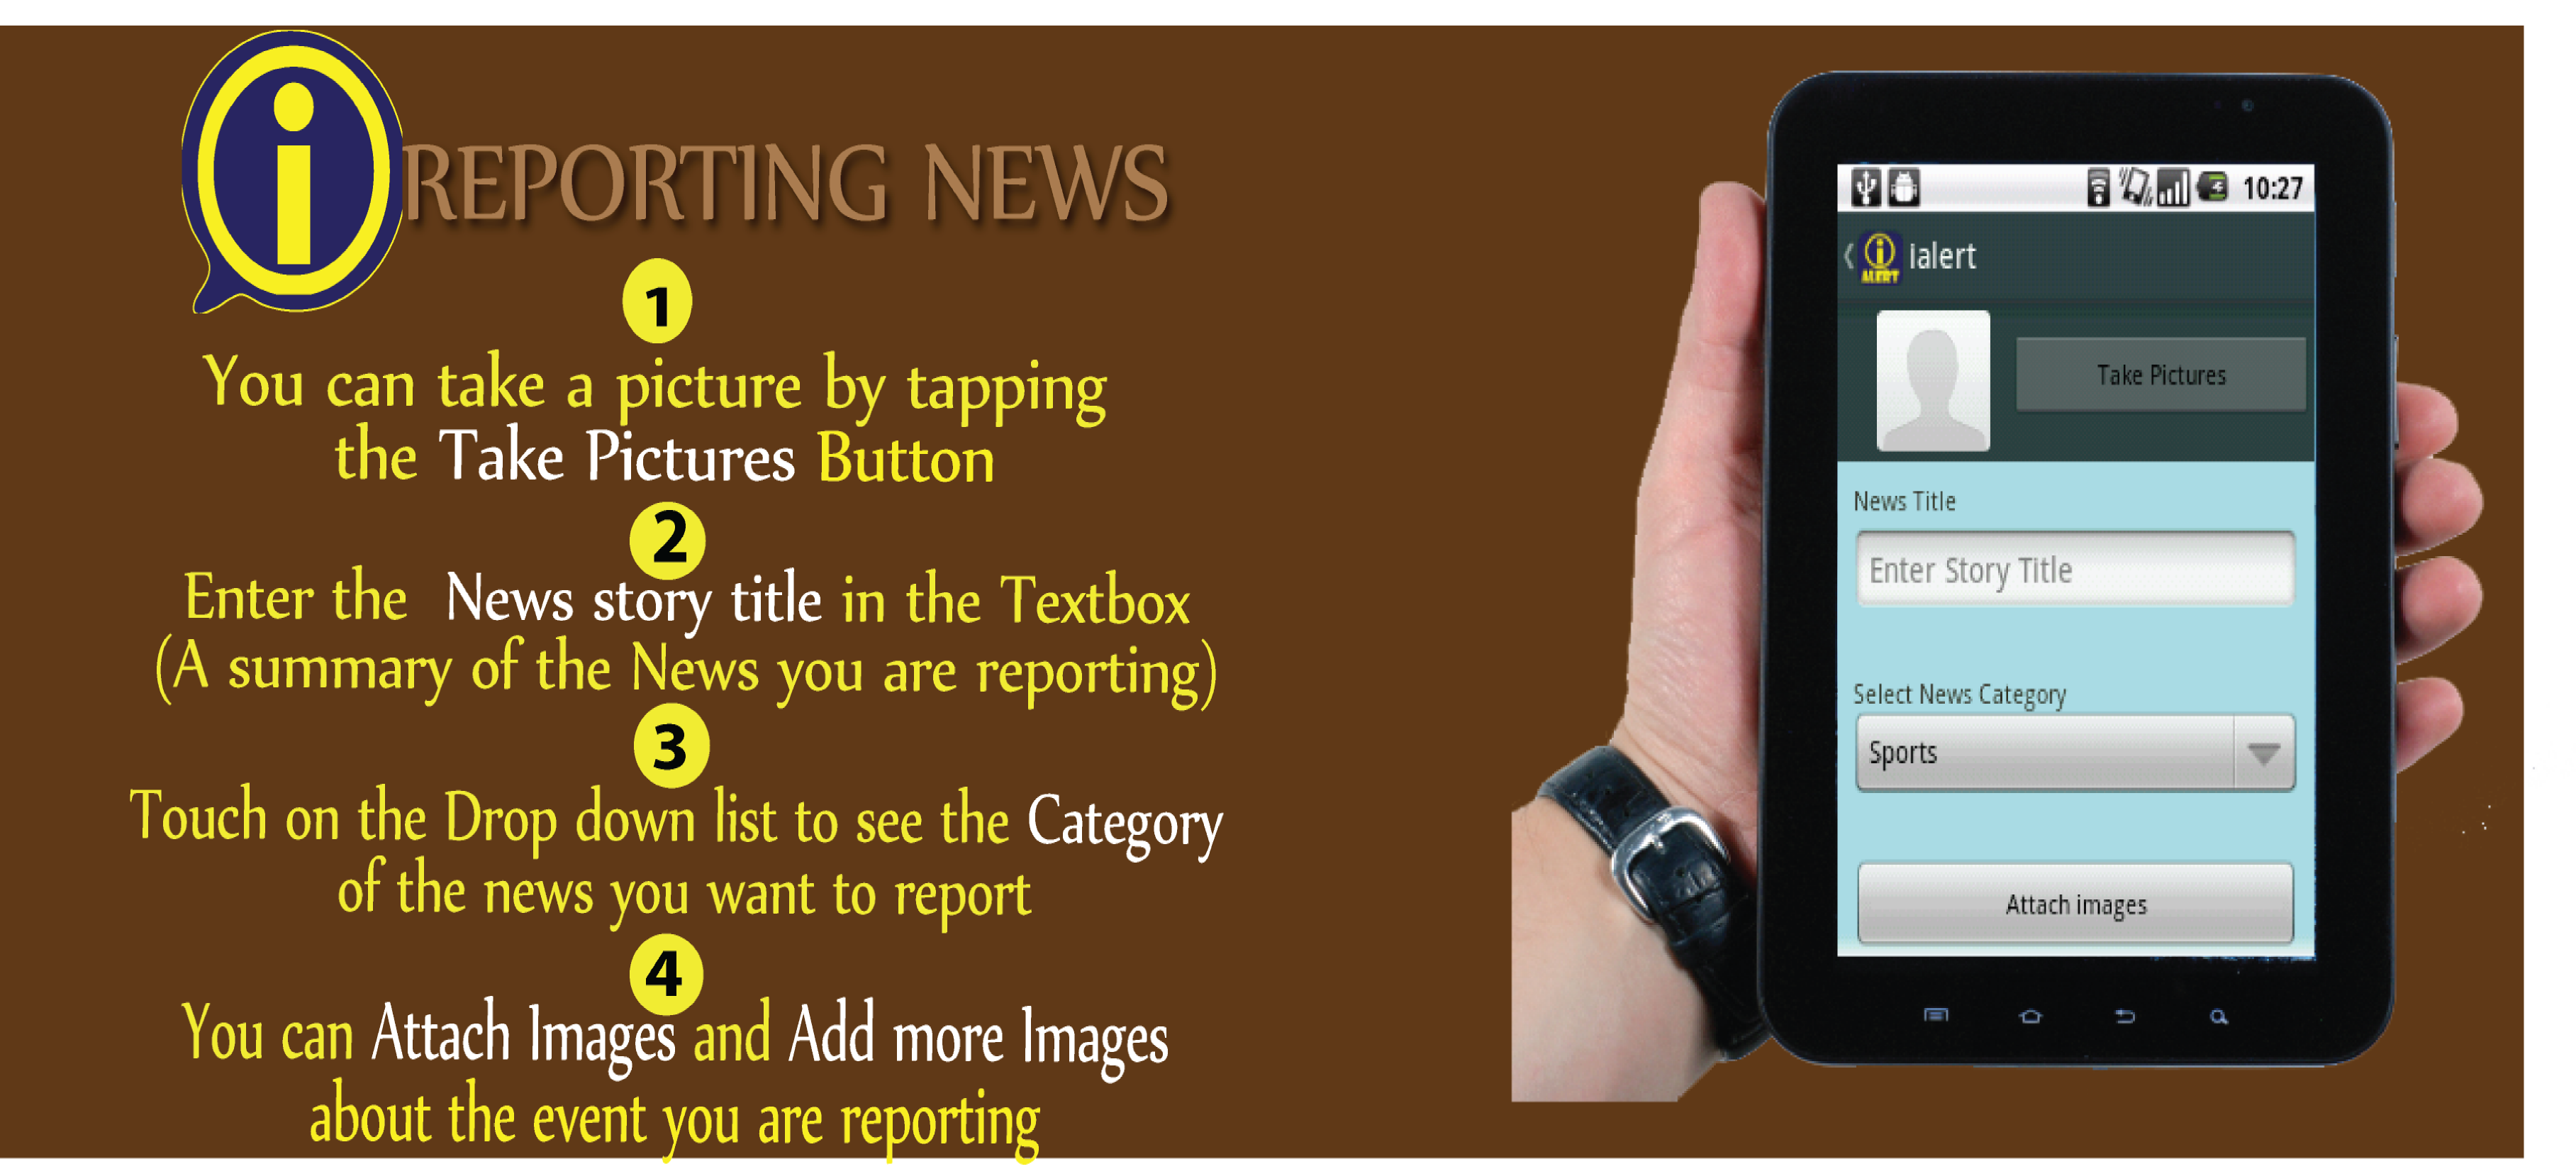 i REPORTING NEWS
1
You can take a picture by tapping
the Take Pictures Button
2
Enter the News story title in the Textbox
(A summary of the News you are reporting)
3
Touch on the Drop down list to see the Category
of the news you want to report
4
You can Attach Images and Add more Images
about the event you are reporting
10:27
i ALERT ialert
Take Pictures
News Title
Enter Story Title
Select News Category
Sports
Attach images